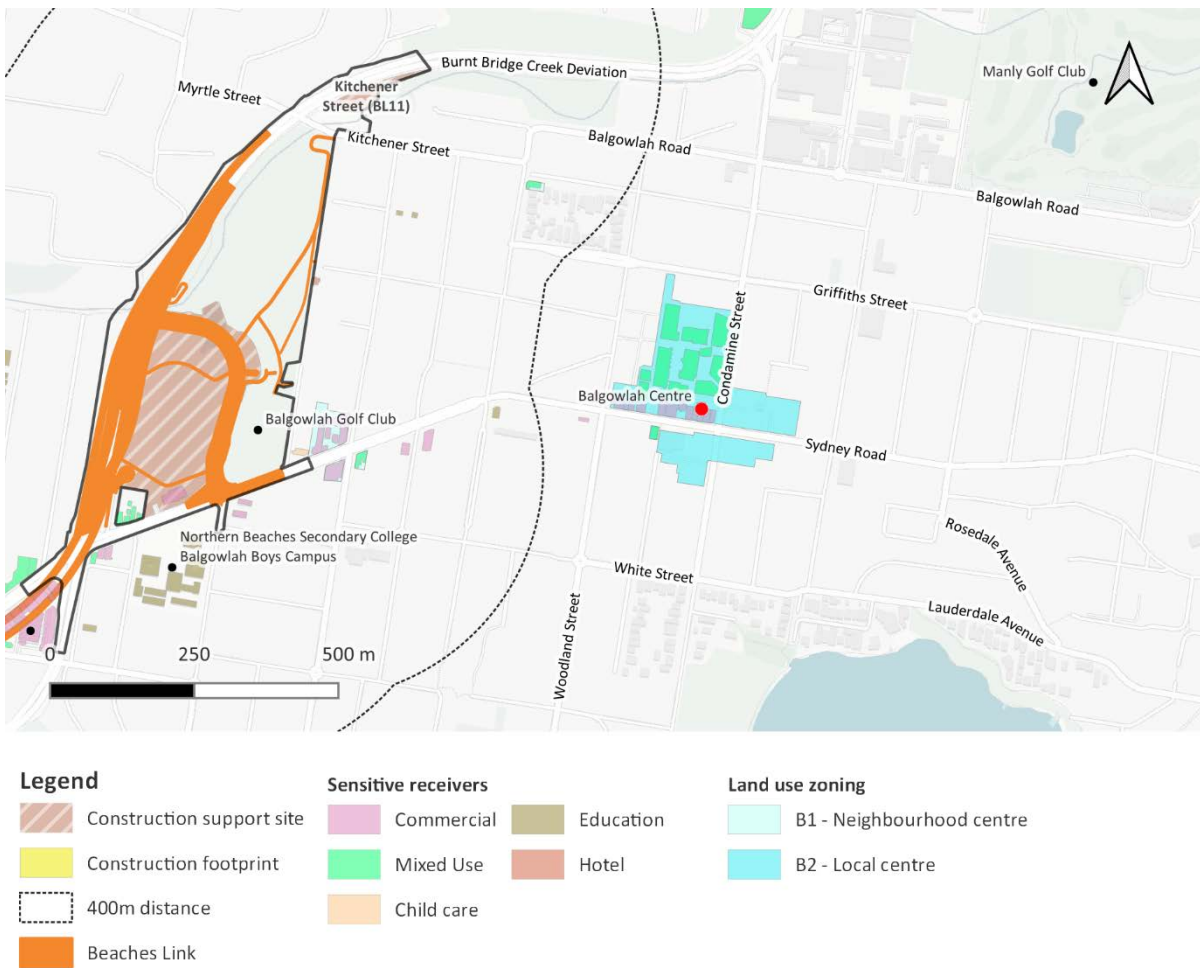 Burnt Bridge Creek Deviation
Manly Golf Club
Kitchener
Street (BL11)
Myrtle Street
Kitchener Street
Balgowlah Road
Balgowlah Road
Griffiths Street
Condamine Street
Balgowlah Centre
Balgowlah Golf Club
Sydney Road
Rosedale Avenue
Northern Beaches Secondary College
Balgowlah Boys Campus
White Street
Lauderdale Avenue
Woodland Street
0 250 500 m
Legend
Construction support site
Construction footprint
400m distance
Beaches Link
Sensitive receivers
Commercial
Mixed Use
Child care
Education
Hotel
Land use zoning
B1 - Neighbourhood centre
B2 - Local centre